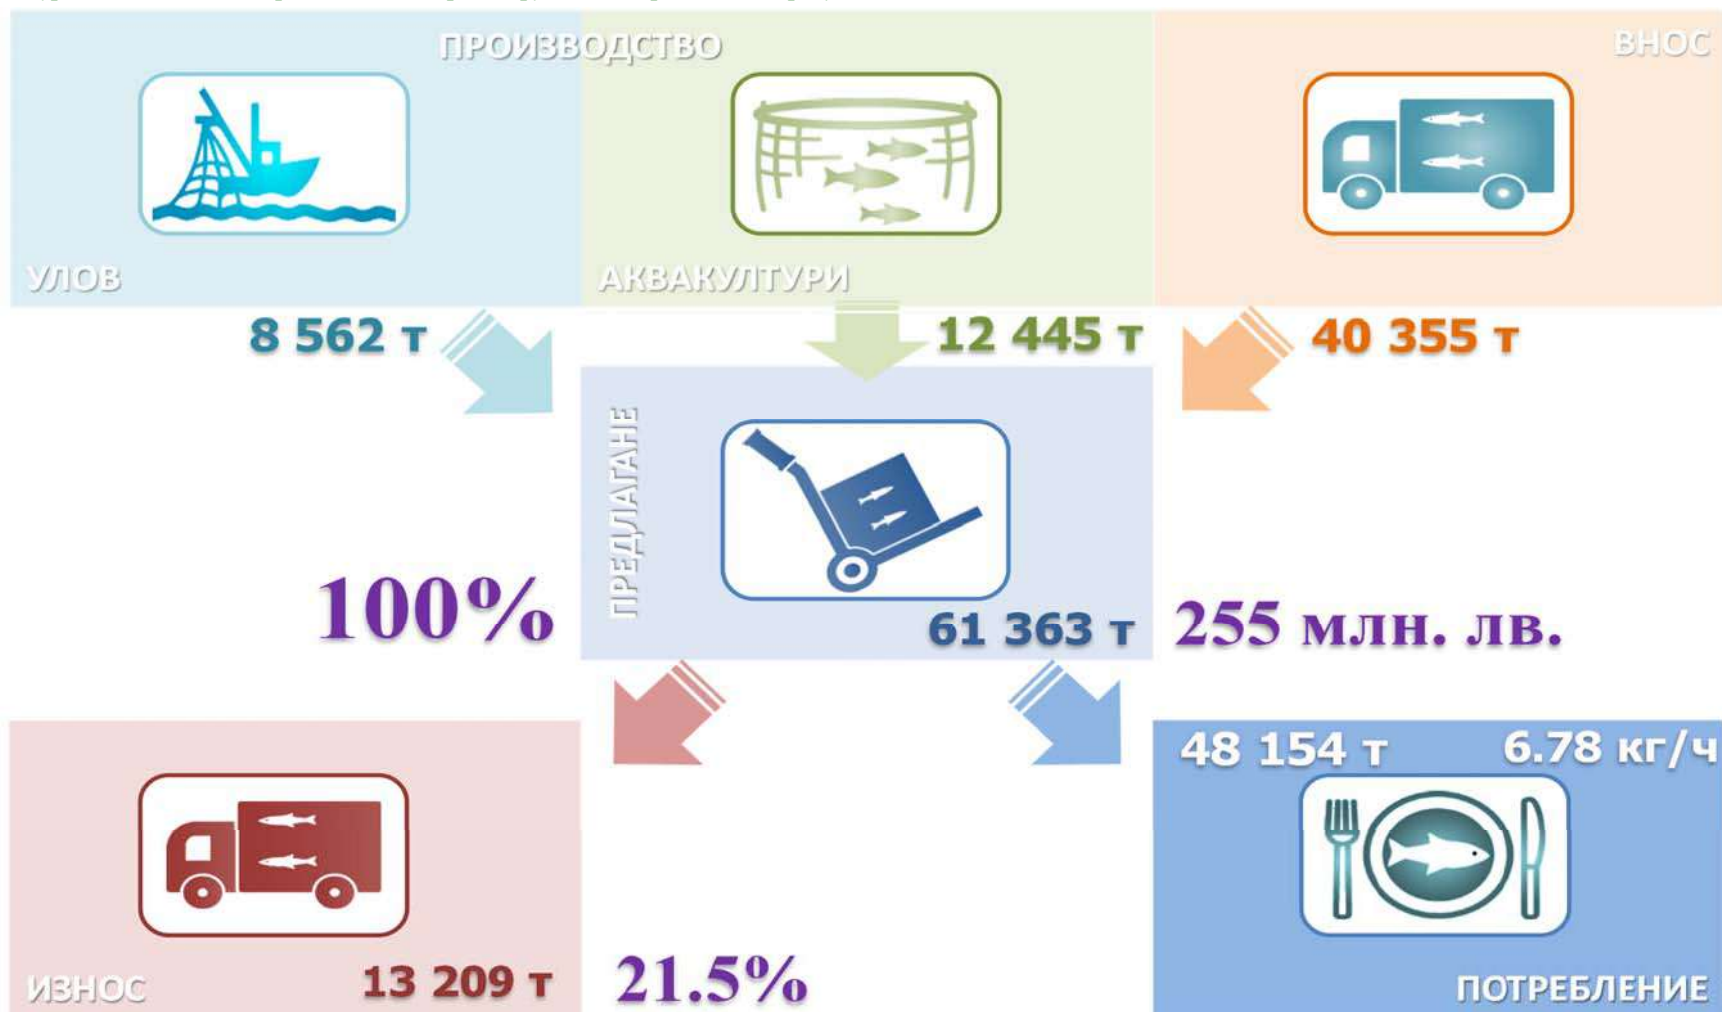 ПРОИЗВОДСТВО
ВНОС
УЛОВ
АКВАКУЛТУРИ
8 562 т
12 445 т
40 355 т
ПРЕДЛАГАНЕ
100%
61 363 т
255 млн. лв.
48 154 т
6.78 кг/ч
ИЗНОС
13 209 т
21.5%
ПОТРЕБЛЕНИЕ